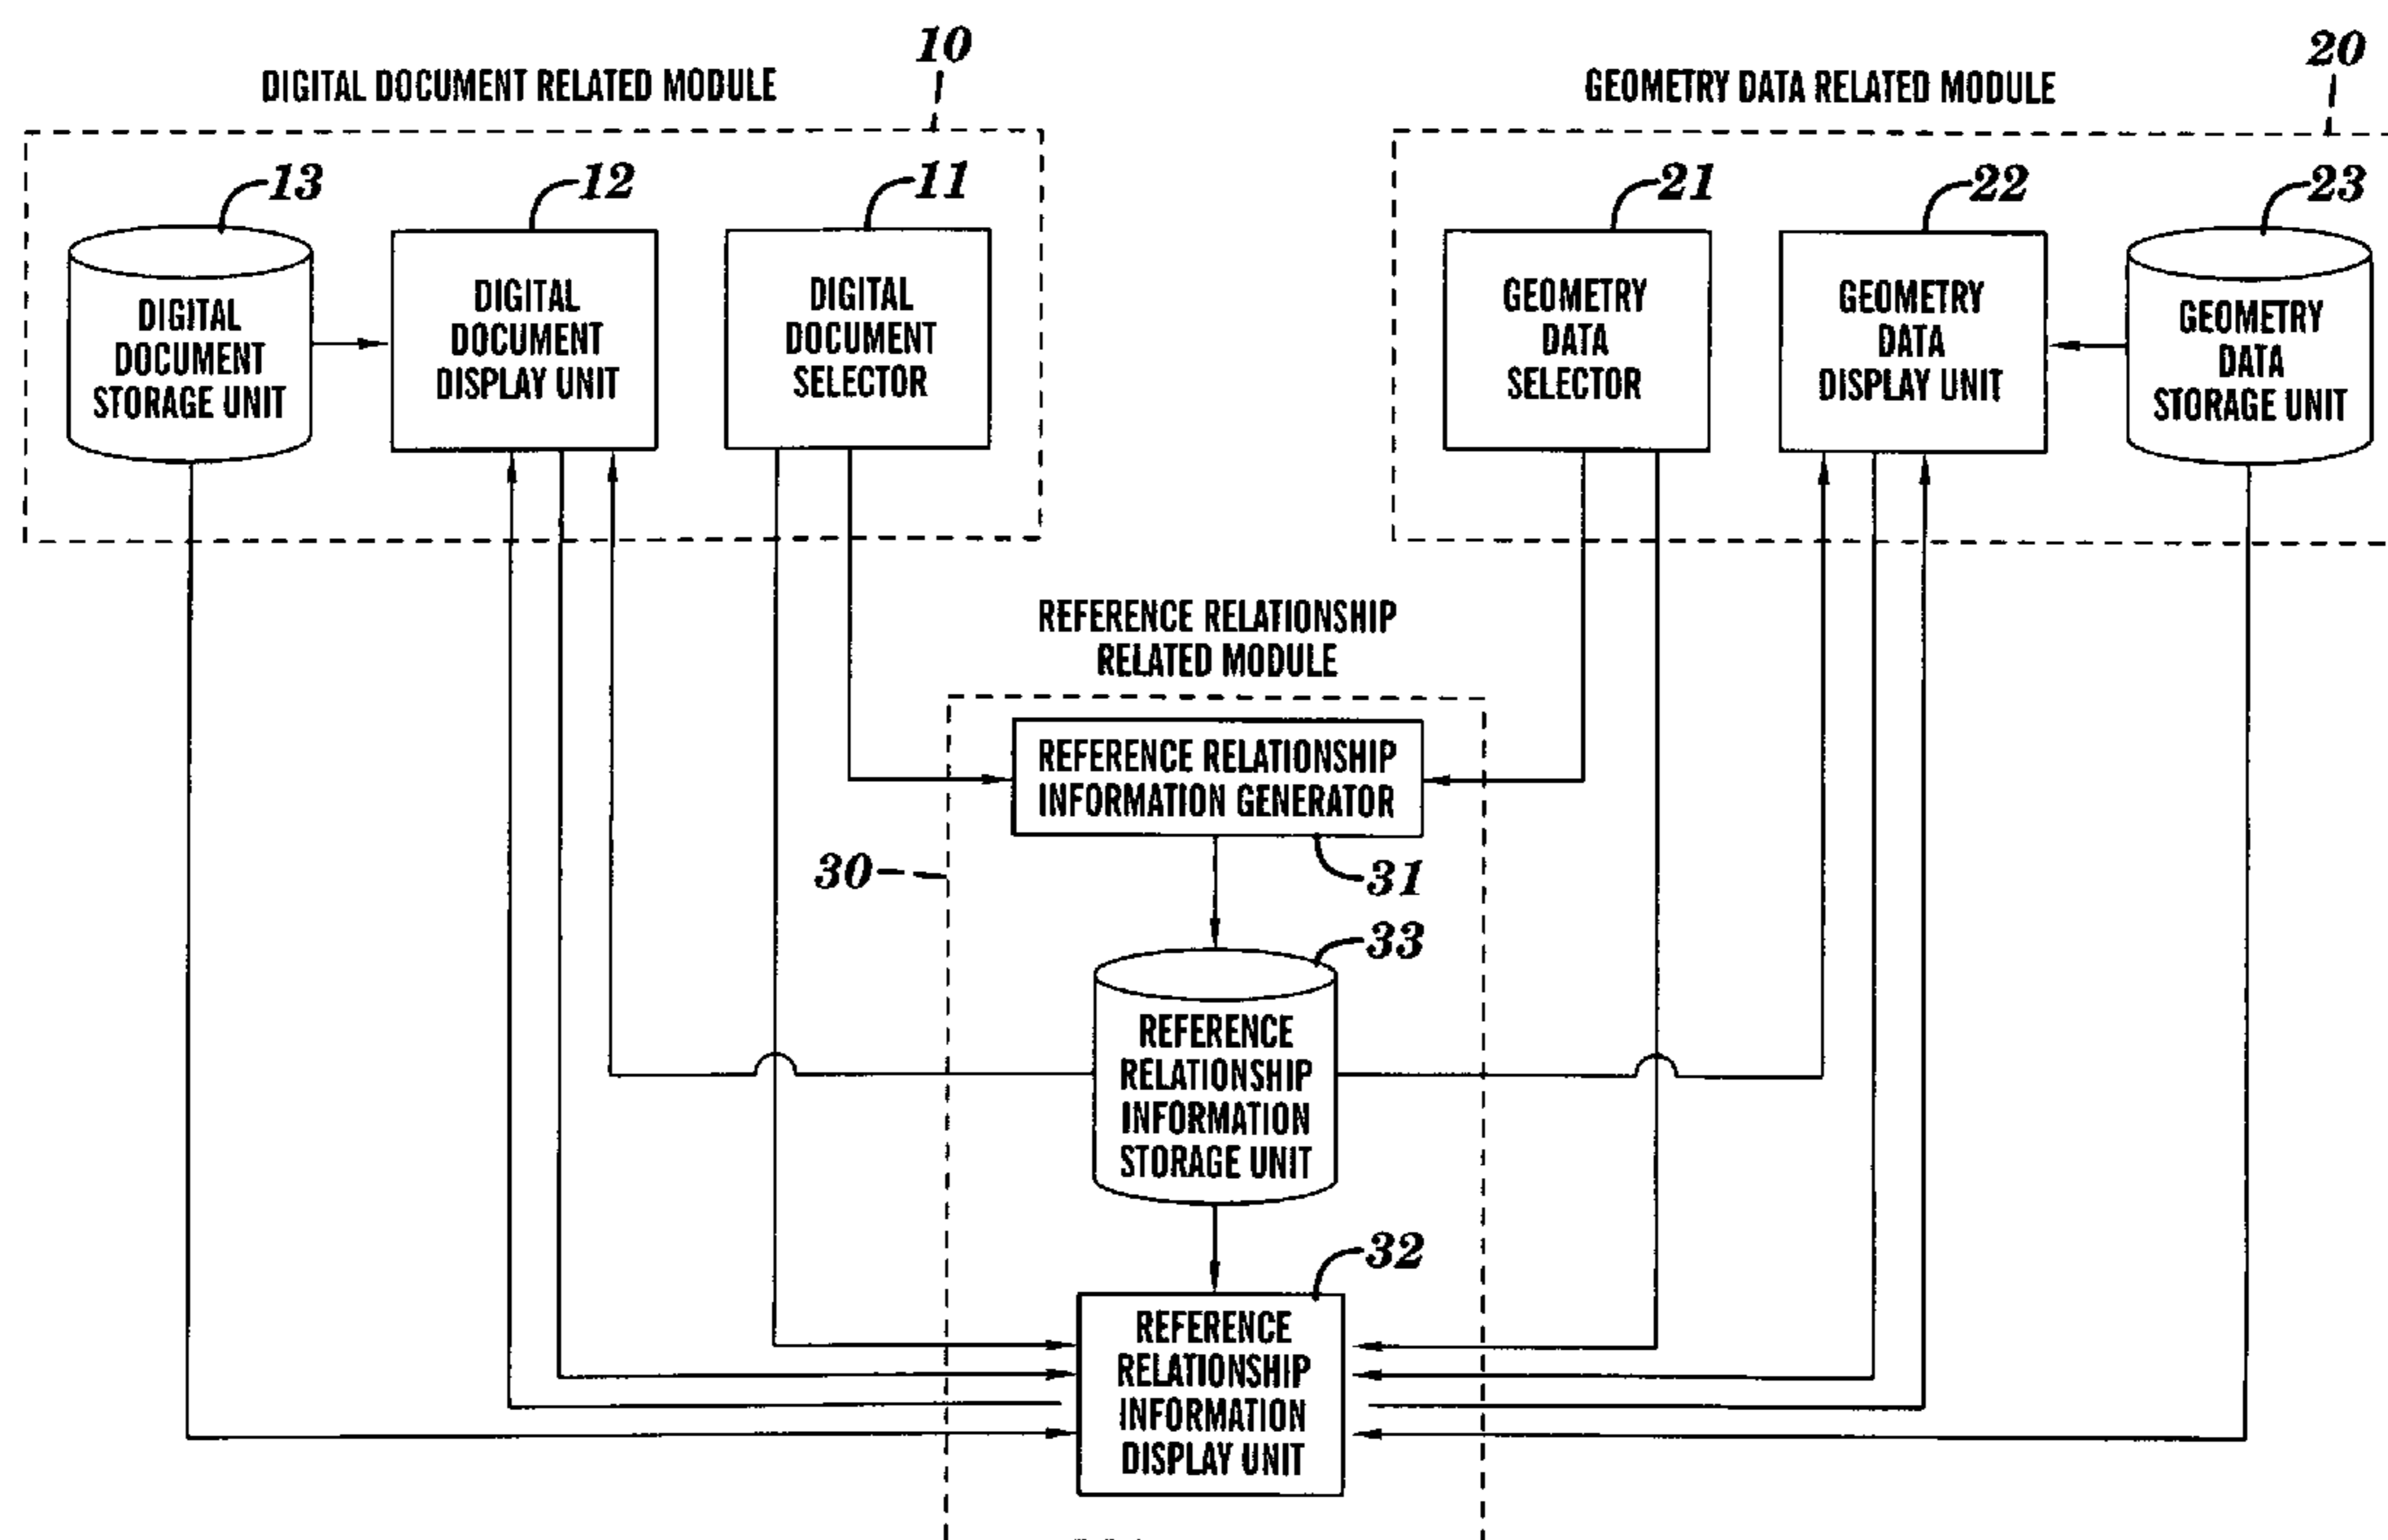 10
DIGITAL DOCUMENT RELATED MODULE
20
GEOMETRY DATA RELATED MODULE
13
12
11
21
22
23
DIGITAL
DOCUMENT
STORAGE UNIT
DIGITAL
DOCUMENT
DISPLAY UNIT
DIGITAL
DOCUMENT
SELECTOR
GEOMETRY
DATA
SELECTOR
GEOMETRY
DATA
DISPLAY UNIT
GEOMETRY
DATA
STORAGE UNIT
REFERENCE RELATIONSHIP
RELATED MODULE
REFERENCE RELATIONSHIP
INFORMATION GENERATOR
30
31
33
REFERENCE
RELATIONSHIP
INFORMATION
STORAGE UNIT
32
REFERENCE
RELATIONSHIP
INFORMATION
DISPLAY UNIT